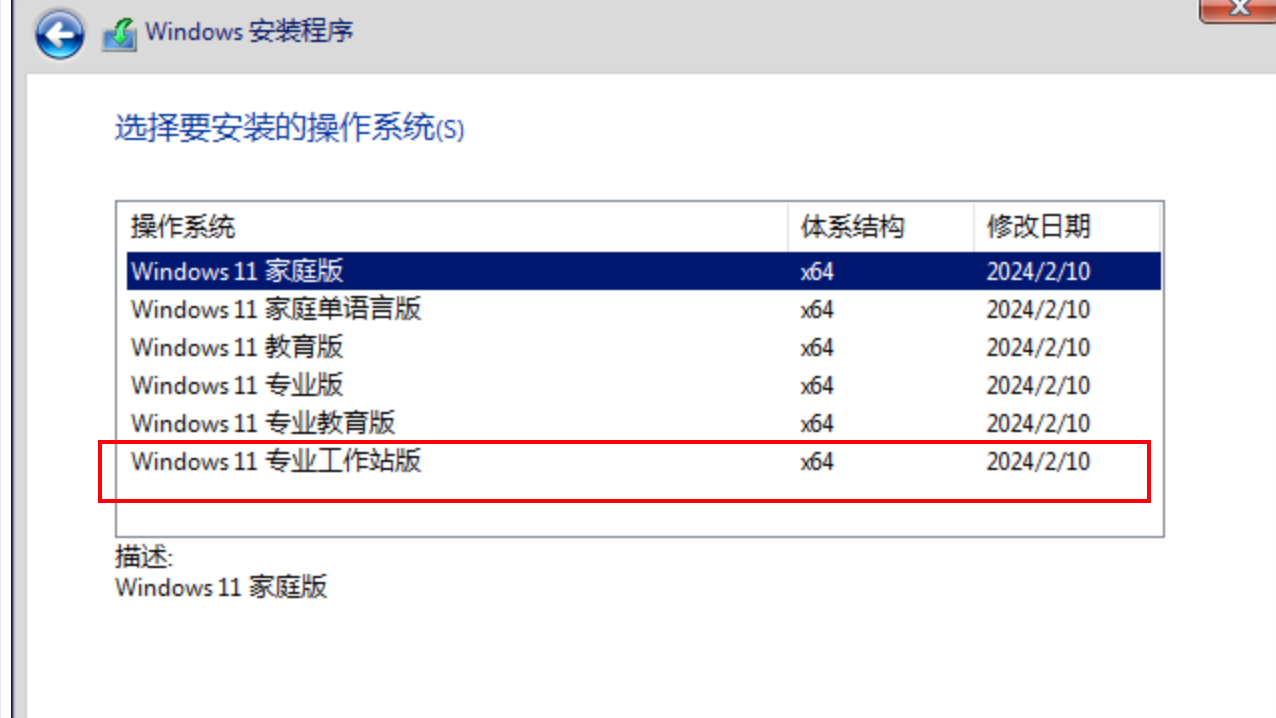 Windows 安装程序
选择要安装的操作系统(S)
操作系统 体系结构 修改日期
Windows 11 家庭版 x64 2024/2/10
Windows 11 家庭单语言版 x64 2024/2/10
Windows 11 教育版 x64 2024/2/10
Windows 11 专业版 x64 2024/2/10
Windows 11 专业教育版 x64 2024/2/10
Windows 11 专业工作站版 x64 2024/2/10
描述:
Windows 11 家庭版